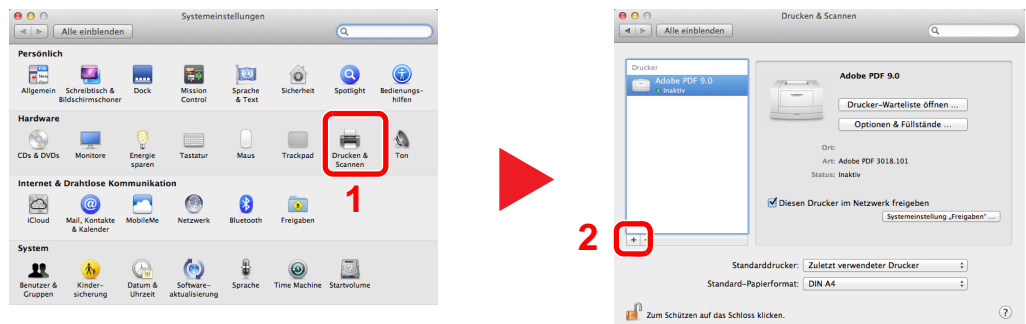 Systemeinstellungen
Alle einblenden
Persönlich
Allgemein
Schreibtisch &
Bildschirmschoner
Dock
Mission
Control
Sprache
& Text
Sicherheit
Spotlight
Bedienungs-
hilfen
Hardware
CDs & DVDs
Monitore
Energie
sparen
Tastatur
Maus
Trackpad
Drucken &
Scannen
Ton
1
Internet & Drahtlose Kommunikation
iCloud
Mail, Kontakte
& Kalender
MobileMe
Netzwerk
Bluetooth
Freigaben
System
Benutzer &
Gruppen
Kinder-
sicherung
Datum &
Uhrzeit
Software-
aktualisierung
Sprache
Time Machine
Startvolume
Drucken & Scannen
Alle einblenden
Drucker
Adobe PDF 9.0
Inaktiv
Adobe PDF 9.0
Drucker-Warteliste öffnen ...
Optionen & Füllstände ...
Ort:
Art: Adobe PDF 3018.101
Status: Inaktiv
Diesen Drucker im Netzwerk freigeben
Systemeinstellung „Freigaben“ ...
2
+ -
Standarddrucker: Zuletzt verwendeter Drucker
Standard-Papierformat: DIN A4
Zum Schützen auf das Schloss klicken.
?